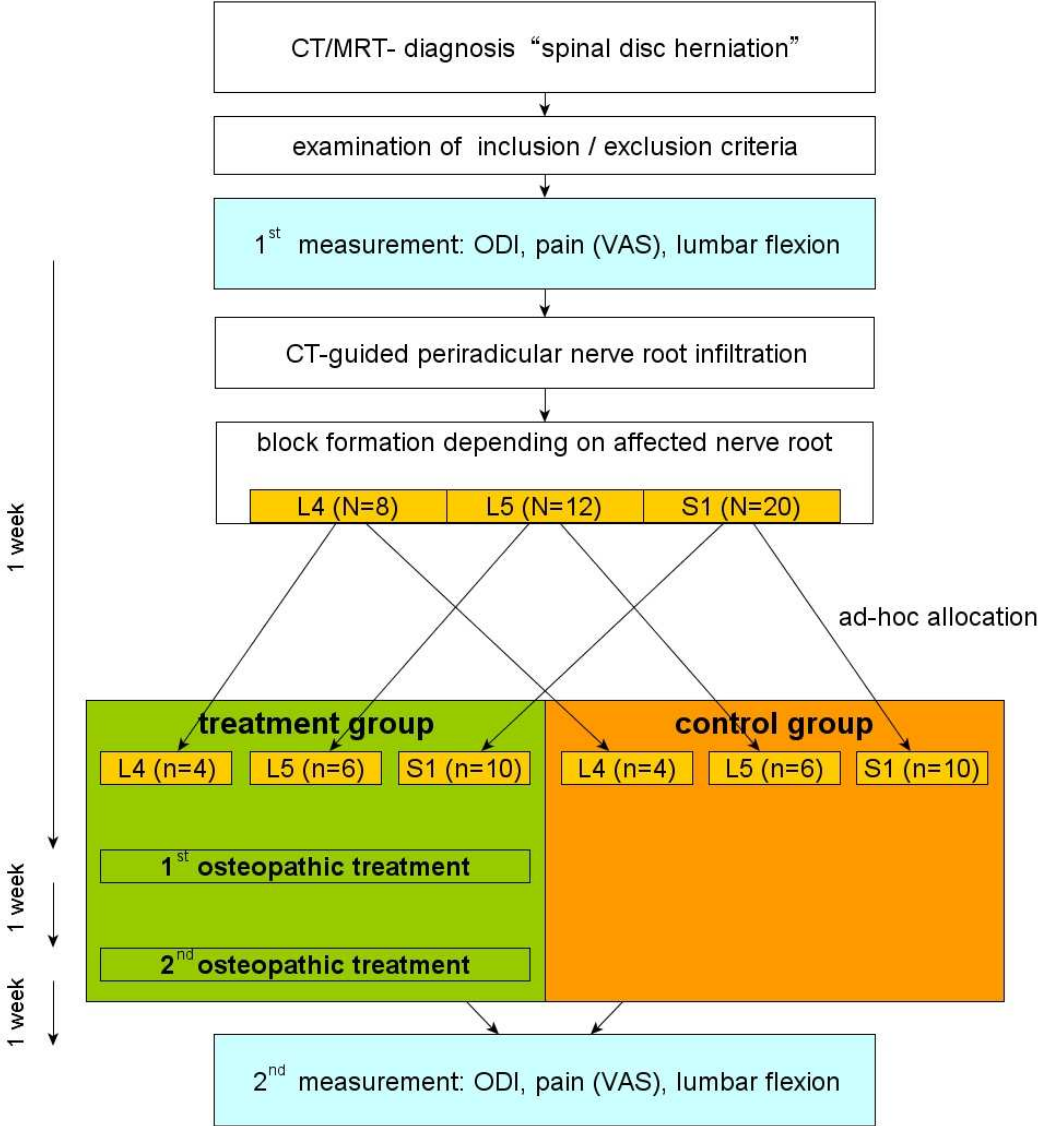 CT/MRT- diagnosis “spinal disc herniation”
examination of inclusion / exclusion criteria
1st measurement: ODI, pain (VAS), lumbar flexion
CT-guided periradicular nerve root infiltration
block formation depending on affected nerve root
L4 (N=8) L5 (N=12) S1 (N=20)
1 week
ad-hoc allocation
treatment group control group
L4 (n=4) L5 (n=6) S1 (n=10) L4 (n=4) L5 (n=6) S1 (n=10)
1st osteopathic treatment
1 week
2nd osteopathic treatment
1 week
2nd measurement: ODI, pain (VAS), lumbar flexion